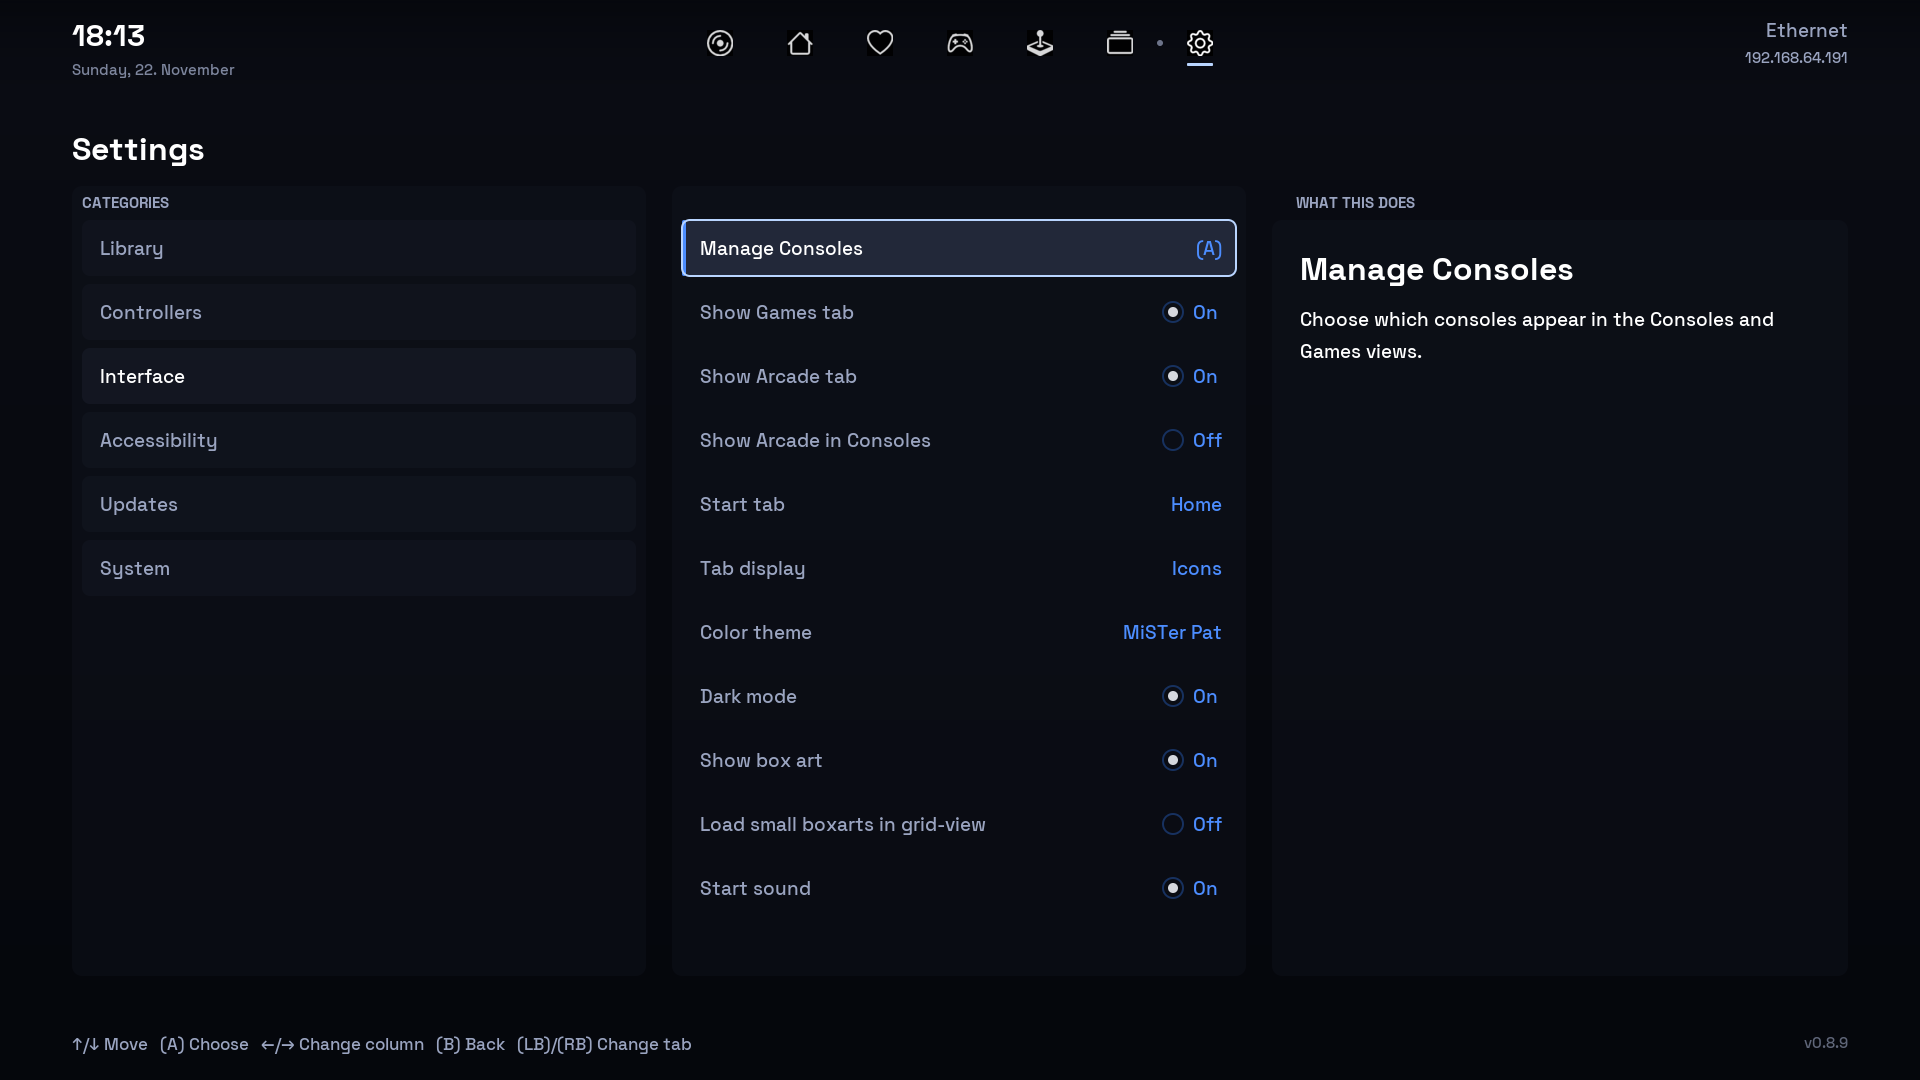 18:13
Sunday, 22. November
Ethernet
192.168.64.191
Settings
CATEGORIES
Library
Controllers
Interface
Accessibility
Updates
System
Manage Consoles (A)
Show Games tab On
Show Arcade tab On
Show Arcade in Consoles Off
Start tab Home
Tab display Icons
Color theme MiSTer Pat
Dark mode On
Show box art On
Load small boxarts in grid-view Off
Start sound On
WHAT THIS DOES
Manage Consoles
Choose which consoles appear in the Consoles and
Games views.
↑/↓ Move (A) Choose ←/→ Change column (B) Back (LB)/(RB) Change tab
v0.8.9